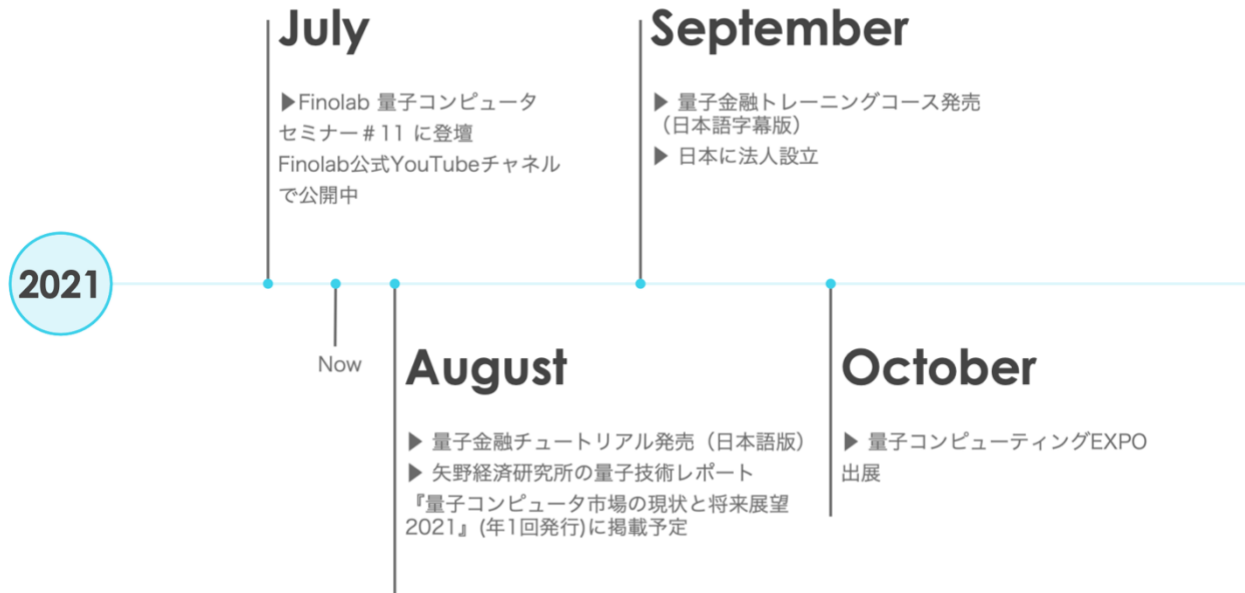 2021
July
▶Finolab 量子コンピュータ
セミナー＃11 に登壇
Finolab公式YouTubeチャネル
で公開中
Now
August
▶ 量子金融チュートリアル発売（日本語版）
▶ 矢野経済研究所の量子技術レポート
『量子コンピュータ市場の現状と将来展望
2021』(年1回発行)に掲載予定
September
▶ 量子金融トレーニングコース発売
（日本語字幕版）
▶ 日本に法人設立
October
▶ 量子コンピューティングEXPO
出展